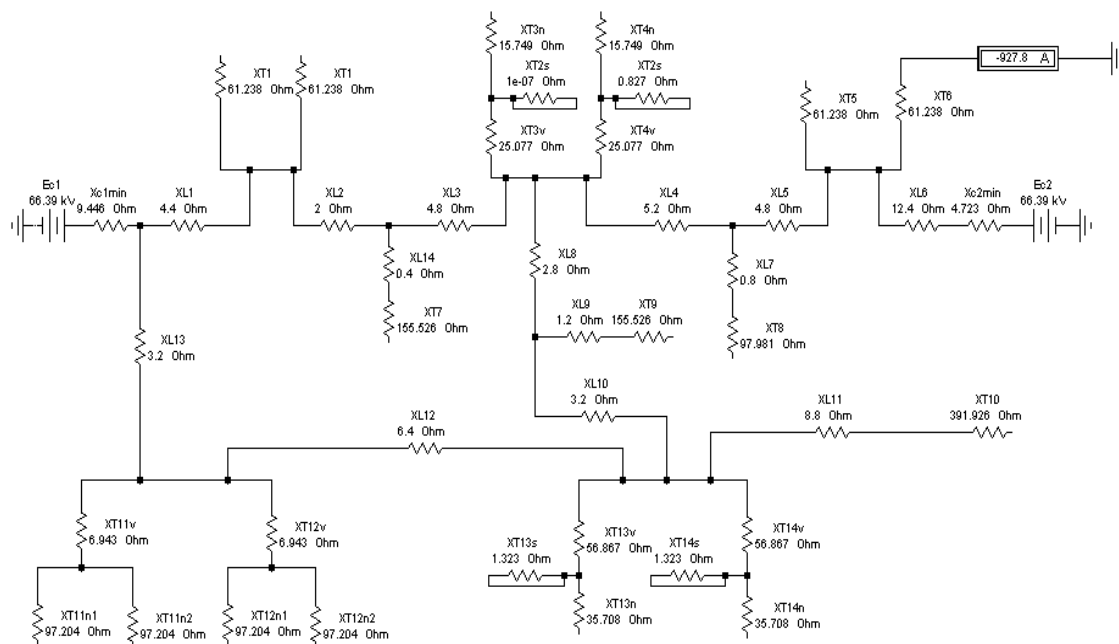 XT3n
15.749 Ohm
XT4n
15.749 Ohm
-927.8 A
XT1
61.238 Ohm
XT1
61.238 Ohm
XT2s
1e-07 Ohm
XT2s
0.827 Ohm
XT5
61.238 Ohm
XT6
61.238 Ohm
XT3v
25.077 Ohm
XT4v
25.077 Ohm
Ec1
66.39 kV
Xc1min
9.446 Ohm
XL1
4.4 Ohm
XL2
2 Ohm
XL3
4.8 Ohm
XL4
5.2 Ohm
XL5
4.8 Ohm
XL6
12.4 Ohm
Xc2min
4.723 Ohm
Ec2
66.39 kV
XL14
0.4 Ohm
XL8
2.8 Ohm
XL7
0.8 Ohm
XT7
155.526 Ohm
XL9
1.2 Ohm
XT9
155.526 Ohm
XT8
97.981 Ohm
XL13
3.2 Ohm
XL10
3.2 Ohm
XL11
8.8 Ohm
XT10
391.926 Ohm
XL12
6.4 Ohm
XT11v
6.943 Ohm
XT12v
6.943 Ohm
XT13v
56.867 Ohm
XT14v
56.867 Ohm
XT13s
1.323 Ohm
XT14s
1.323 Ohm
XT11n1
97.204 Ohm
XT11n2
97.204 Ohm
XT12n1
97.204 Ohm
XT12n2
97.204 Ohm
XT13n
35.708 Ohm
XT14n
35.708 Ohm